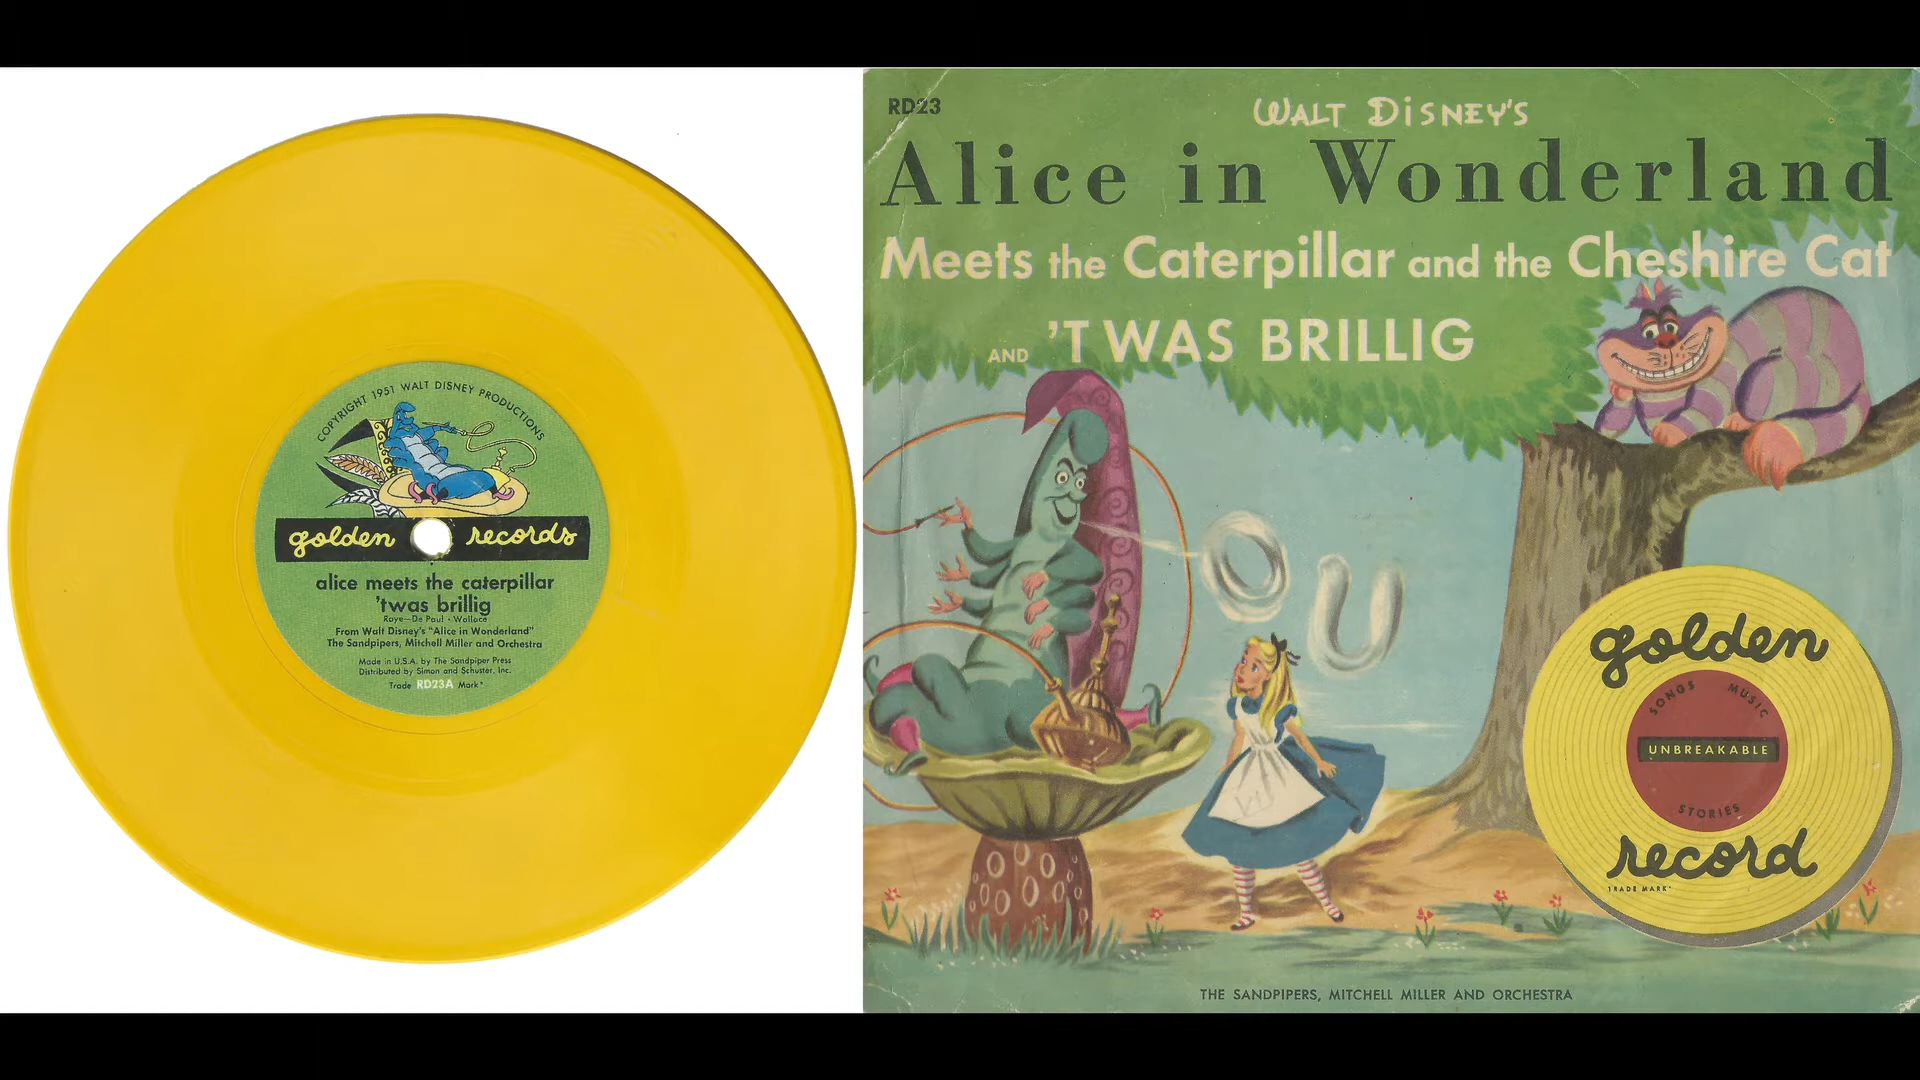 COPYRIGHT 1951 WALT DISNEY PRODUCTIONS
golden records
alice meets the caterpillar
'twas brillig
Raye—De Paul - Wallace
From Walt Disney's "Alice in Wonderland"
The Sandpipers, Mitchell Miller and Orchestra
Made in U.S.A. by The Sandpiper Press
Distributed by Simon and Schuster, Inc.
Trade RD23A Mark*
RD23
WALT DISNEY'S
Alice in Wonderland
Meets the Caterpillar and the Cheshire Cat
AND 'TWAS BRILLIG
O U
golden
SONGS MUSIC
UNBREAKABLE
STORIES
record
TRADE MARK*
THE SANDPIPERS, MITCHELL MILLER AND ORCHESTRA